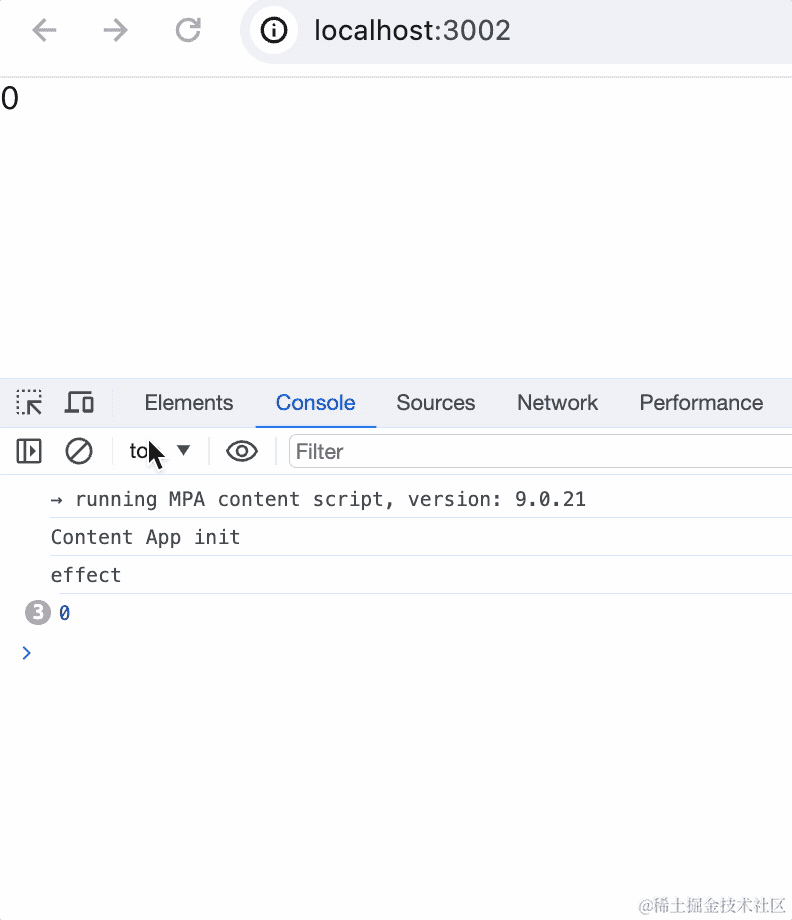 localhost:3002
0
Elements Console Sources Network Performance
to Filter
→ running MPA content script, version: 9.0.21
Content App init
effect
3 0
>
@稀土掘金技术社区